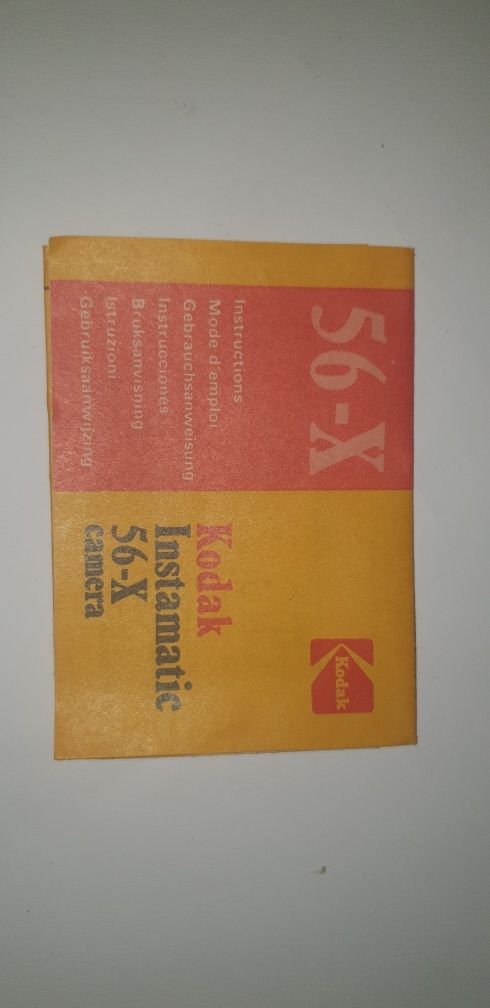 56-X
Instructions
Mode d'emploi
Gebrauchsanweisung
Instrucciones
Bruksanvisning
Istruzioni
Gebruiksaanwijzing
Kodak
Kodak
Instamatic
56-X
camera